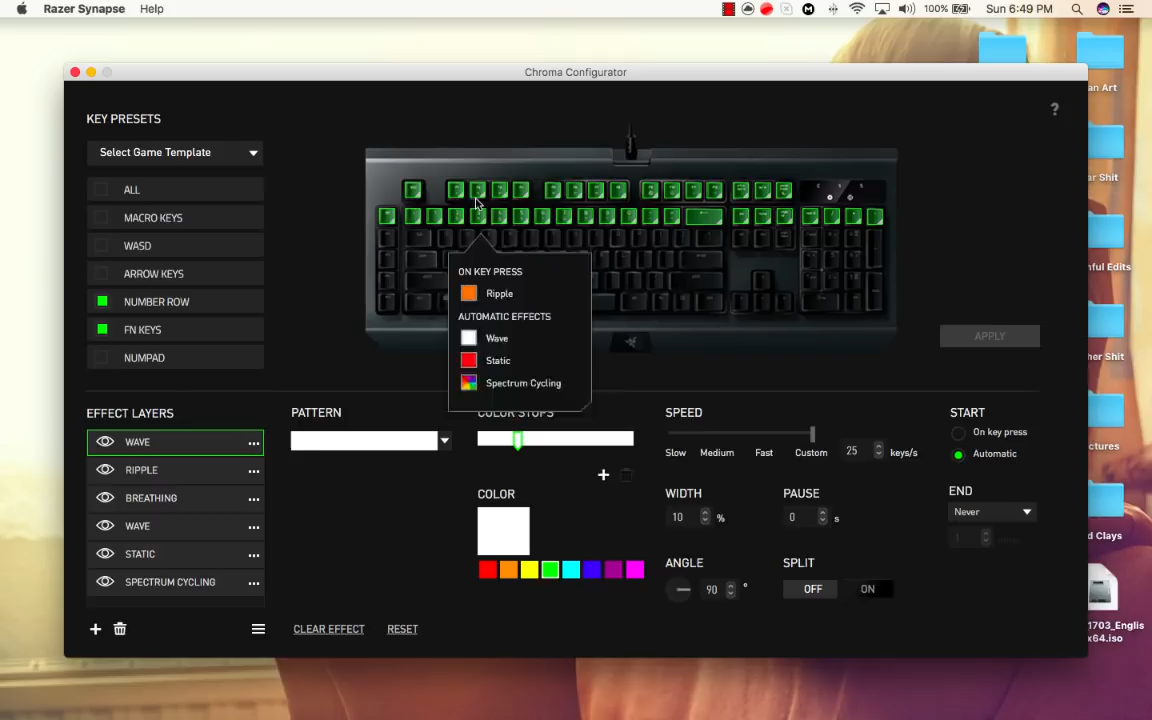 Razer Synapse Help
100% Sun 6:49 PM
Chroma Configurator
an Art
ar Shit
nful Edits
her Shit
ctures
d Clays
1703_Englis
x64.iso
KEY PRESETS
?
Select Game Template
ALL
MACRO KEYS
WASD
ARROW KEYS
NUMBER ROW
FN KEYS
NUMPAD
ON KEY PRESS
Ripple
AUTOMATIC EFFECTS
Wave
Static
Spectrum Cycling
APPLY
EFFECT LAYERS
WAVE
RIPPLE
BREATHING
WAVE
STATIC
SPECTRUM CYCLING
PATTERN
COLOR STOPS
COLOR
CLEAR EFFECT RESET
SPEED
Slow Medium Fast Custom 25 keys/s
WIDTH PAUSE
10 % 0 s
ANGLE SPLIT
90 ° OFF ON
START
On key press
Automatic
END
Never
1